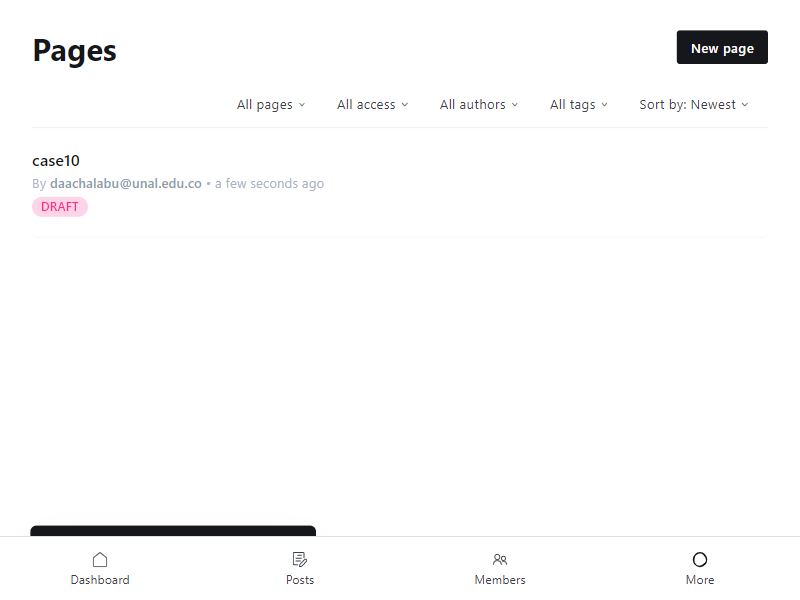 Pages
New page
All pages
All access
All authors
All tags
Sort by: Newest
case10
By daachalabu@unal.edu.co • a few seconds ago
DRAFT
Dashboard
Posts
Members
More